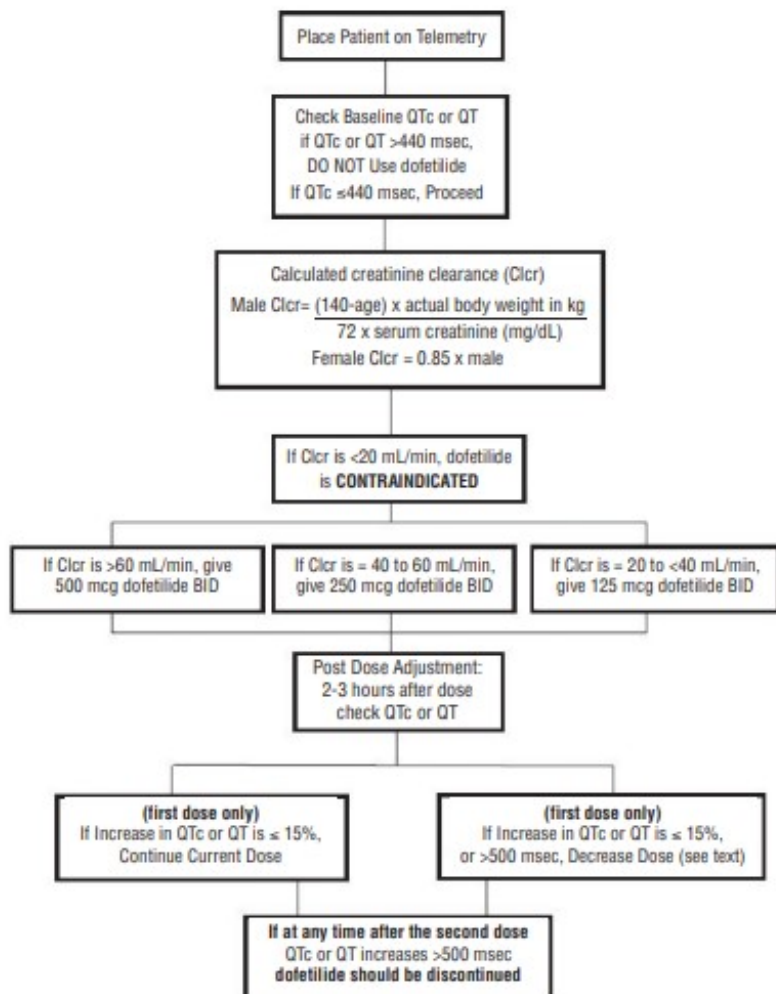 Place Patient on Telemetry
Check Baseline QTc or QT
if QTc or QT >440 msec,
DO NOT Use dofetilide
If QTc ≤440 msec, Proceed
Calculated creatinine clearance (Clcr)
Male Clcr= (140-age) x actual body weight in kg
72 x serum creatinine (mg/dL)
Female Clcr = 0.85 x male
If Clcr is <20 mL/min, dofetilide
is CONTRAINDICATED
If Clcr is >60 mL/min, give
500 mcg dofetilide BID
If Clcr is = 40 to 60 mL/min,
give 250 mcg dofetilide BID
If Clcr is = 20 to <40 mL/min,
give 125 mcg dofetilide BID
Post Dose Adjustment:
2-3 hours after dose
check QTc or QT
(first dose only)
If Increase in QTc or QT is ≤ 15%,
Continue Current Dose
(first dose only)
If Increase in QTc or QT is ≤ 15%,
or >500 msec, Decrease Dose (see text)
If at any time after the second dose
QTc or QT increases >500 msec
dofetilide should be discontinued